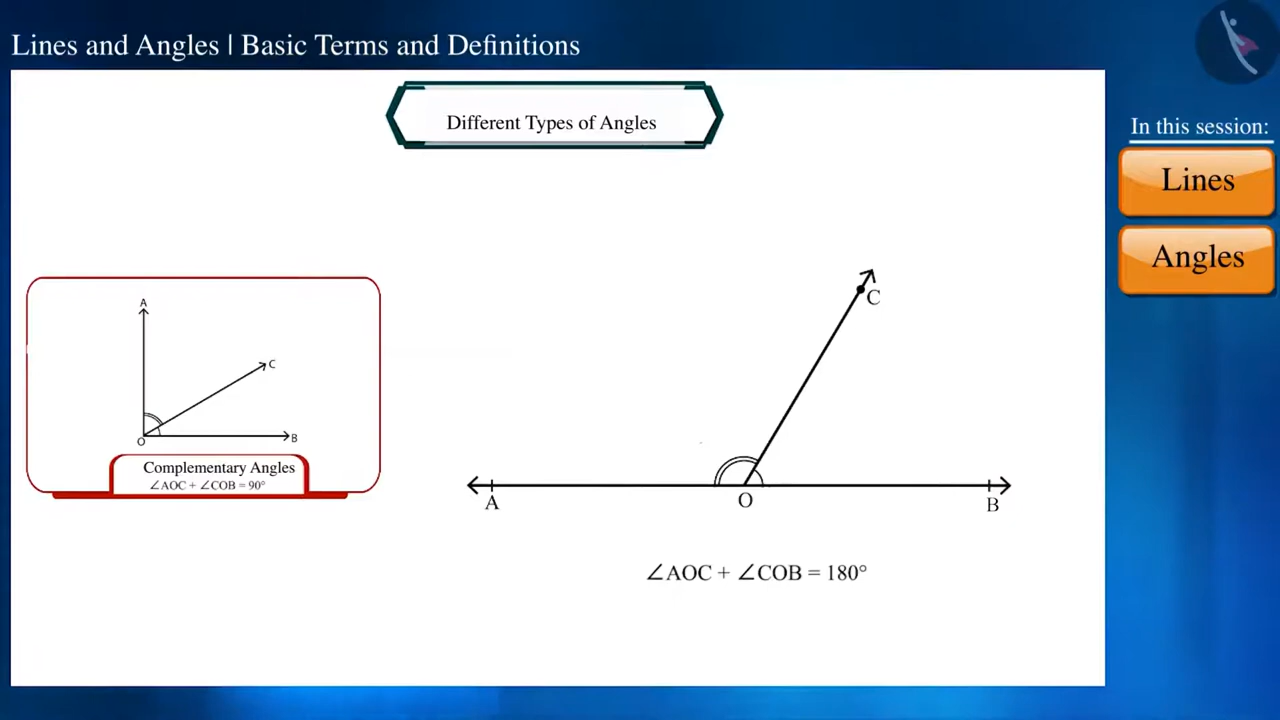 Lines and Angles | Basic Terms and Definitions
Different Types of Angles
In this session:
Lines
Angles
A
C
O
B
Complementary Angles
∠AOC + ∠COB = 90°
C
A
O
B
∠AOC + ∠COB = 180°